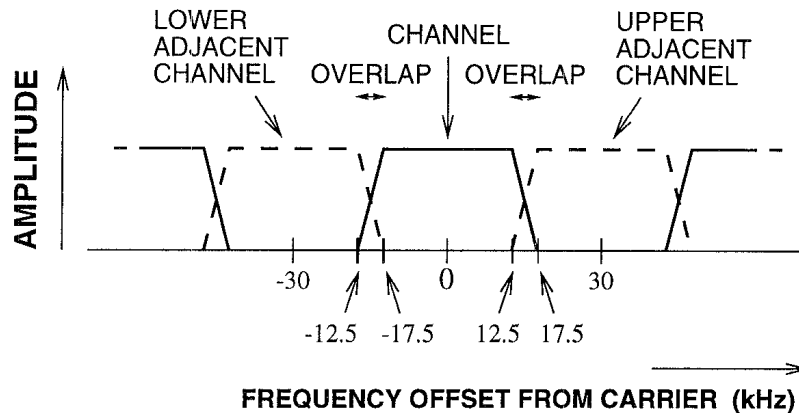 LOWER
ADJACENT
CHANNEL
CHANNEL
UPPER
ADJACENT
CHANNEL
OVERLAP
OVERLAP
AMPLITUDE
-30
0
30
-12.5
-17.5
12.5
17.5
FREQUENCY OFFSET FROM CARRIER (kHz)